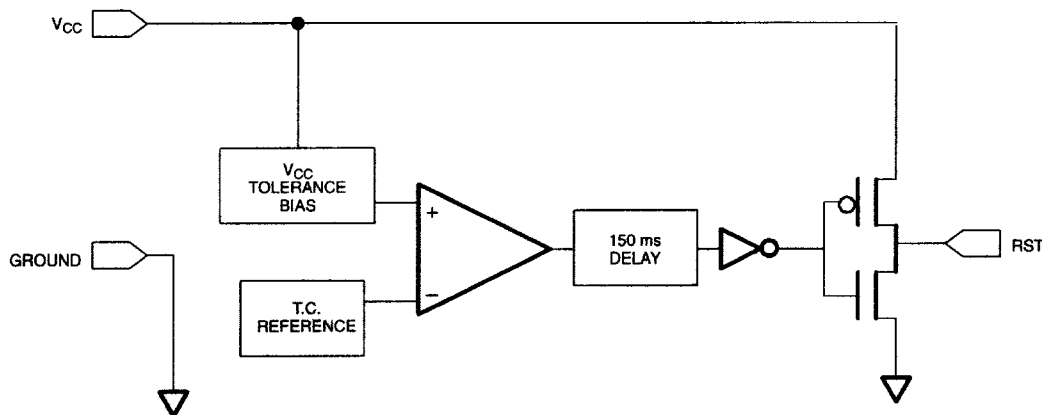 VCC
VCC
TOLERANCE
BIAS
+
150 ms
DELAY
GROUND
RST
−
T.C.
REFERENCE